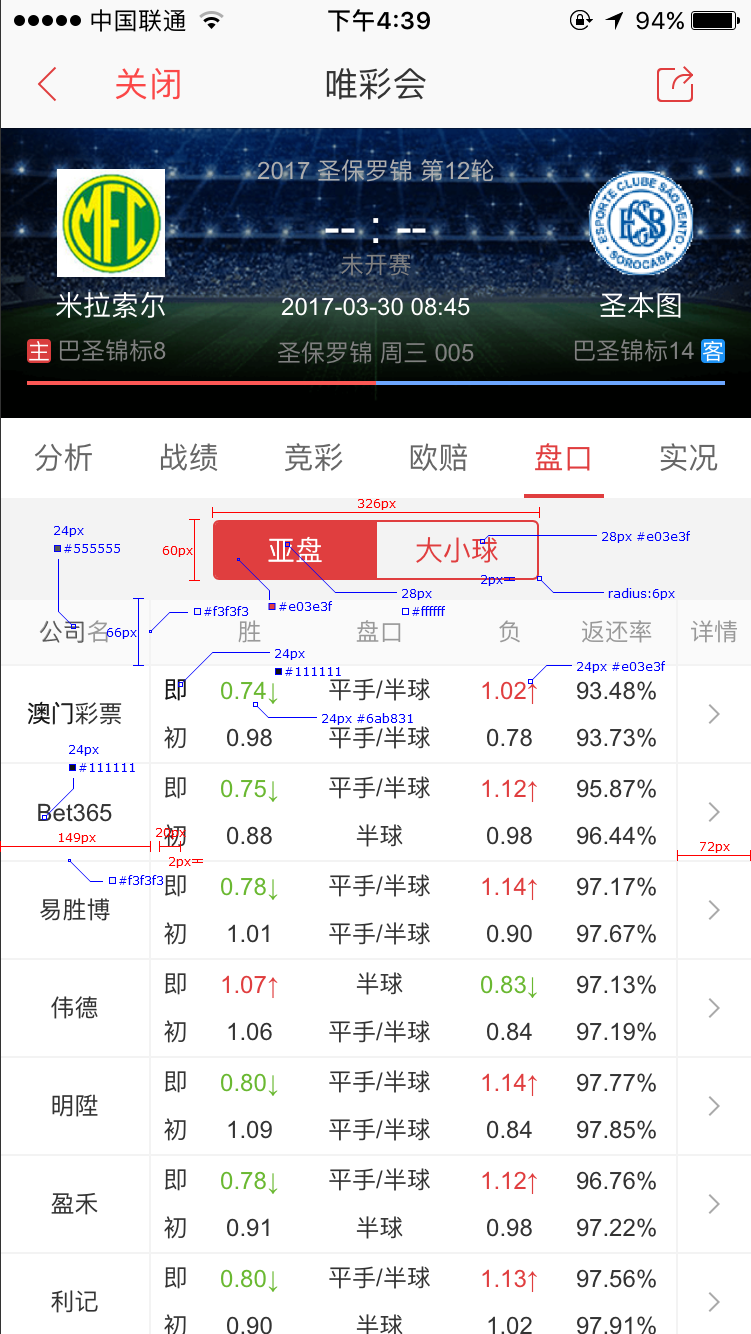 中国联通 下午4:39 94%
关闭 唯彩会
2017 圣保罗锦 第12轮
MFC
ESPORTE CLUBE SÃO BENTO
SOROCABA
-- : --
未开赛
米拉索尔 2017-03-30 08:45 圣本图
主 巴圣锦标8 圣保罗锦 周三 005 巴圣锦标14 客
分析 战绩 竞彩 欧赔 盘口 实况
326px
24px
#555555
60px
亚盘 大小球
28px #e03e3f
2px
28px
radius:6px
#f3f3f3 #e03e3f #ffffff
66px
公司名 胜 盘口 负 返还率 详情
24px
#111111
24px #e03e3f
澳门彩票
即 0.74↓ 平手/半球 1.02↑ 93.48%
24px #6ab831
初 0.98 平手/半球 0.78 93.73%
24px
#111111
Bet365
即 0.75↓ 平手/半球 1.12↑ 95.87%
初 0.88 半球 0.98 96.44%
149px 20px 72px
2px
#f3f3f3
易胜博
即 0.78↓ 平手/半球 1.14↑ 97.17%
初 1.01 平手/半球 0.90 97.67%
伟德
即 1.07↑ 半球 0.83↓ 97.13%
初 1.06 平手/半球 0.84 97.19%
明陞
即 0.80↓ 平手/半球 1.14↑ 97.77%
初 1.09 平手/半球 0.84 97.85%
盈禾
即 0.78↓ 平手/半球 1.12↑ 96.76%
初 0.91 半球 0.98 97.22%
利记
即 0.80↓ 平手/半球 1.13↑ 97.56%
初 0.90 半球 1.02 97.91%